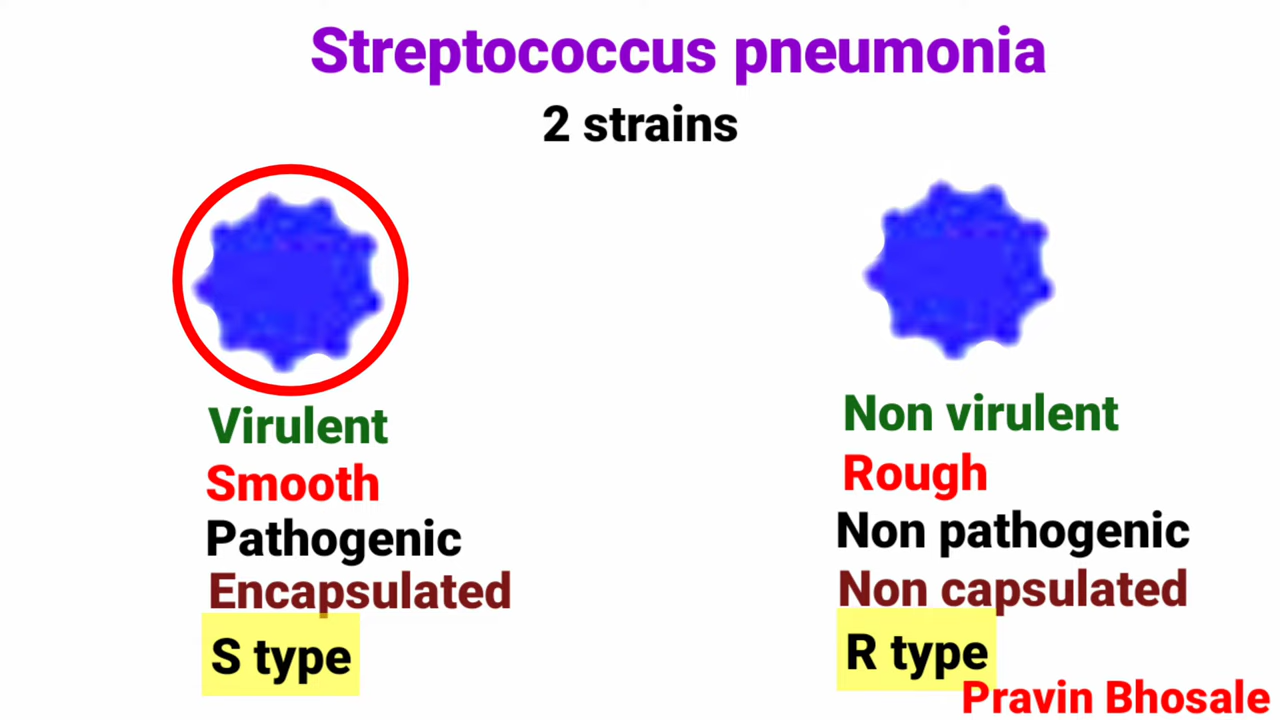 Streptococcus pneumonia
2 strains
Virulent
Smooth
Pathogenic
Encapsulated
S type
Non virulent
Rough
Non pathogenic
Non capsulated
R type
Pravin Bhosale